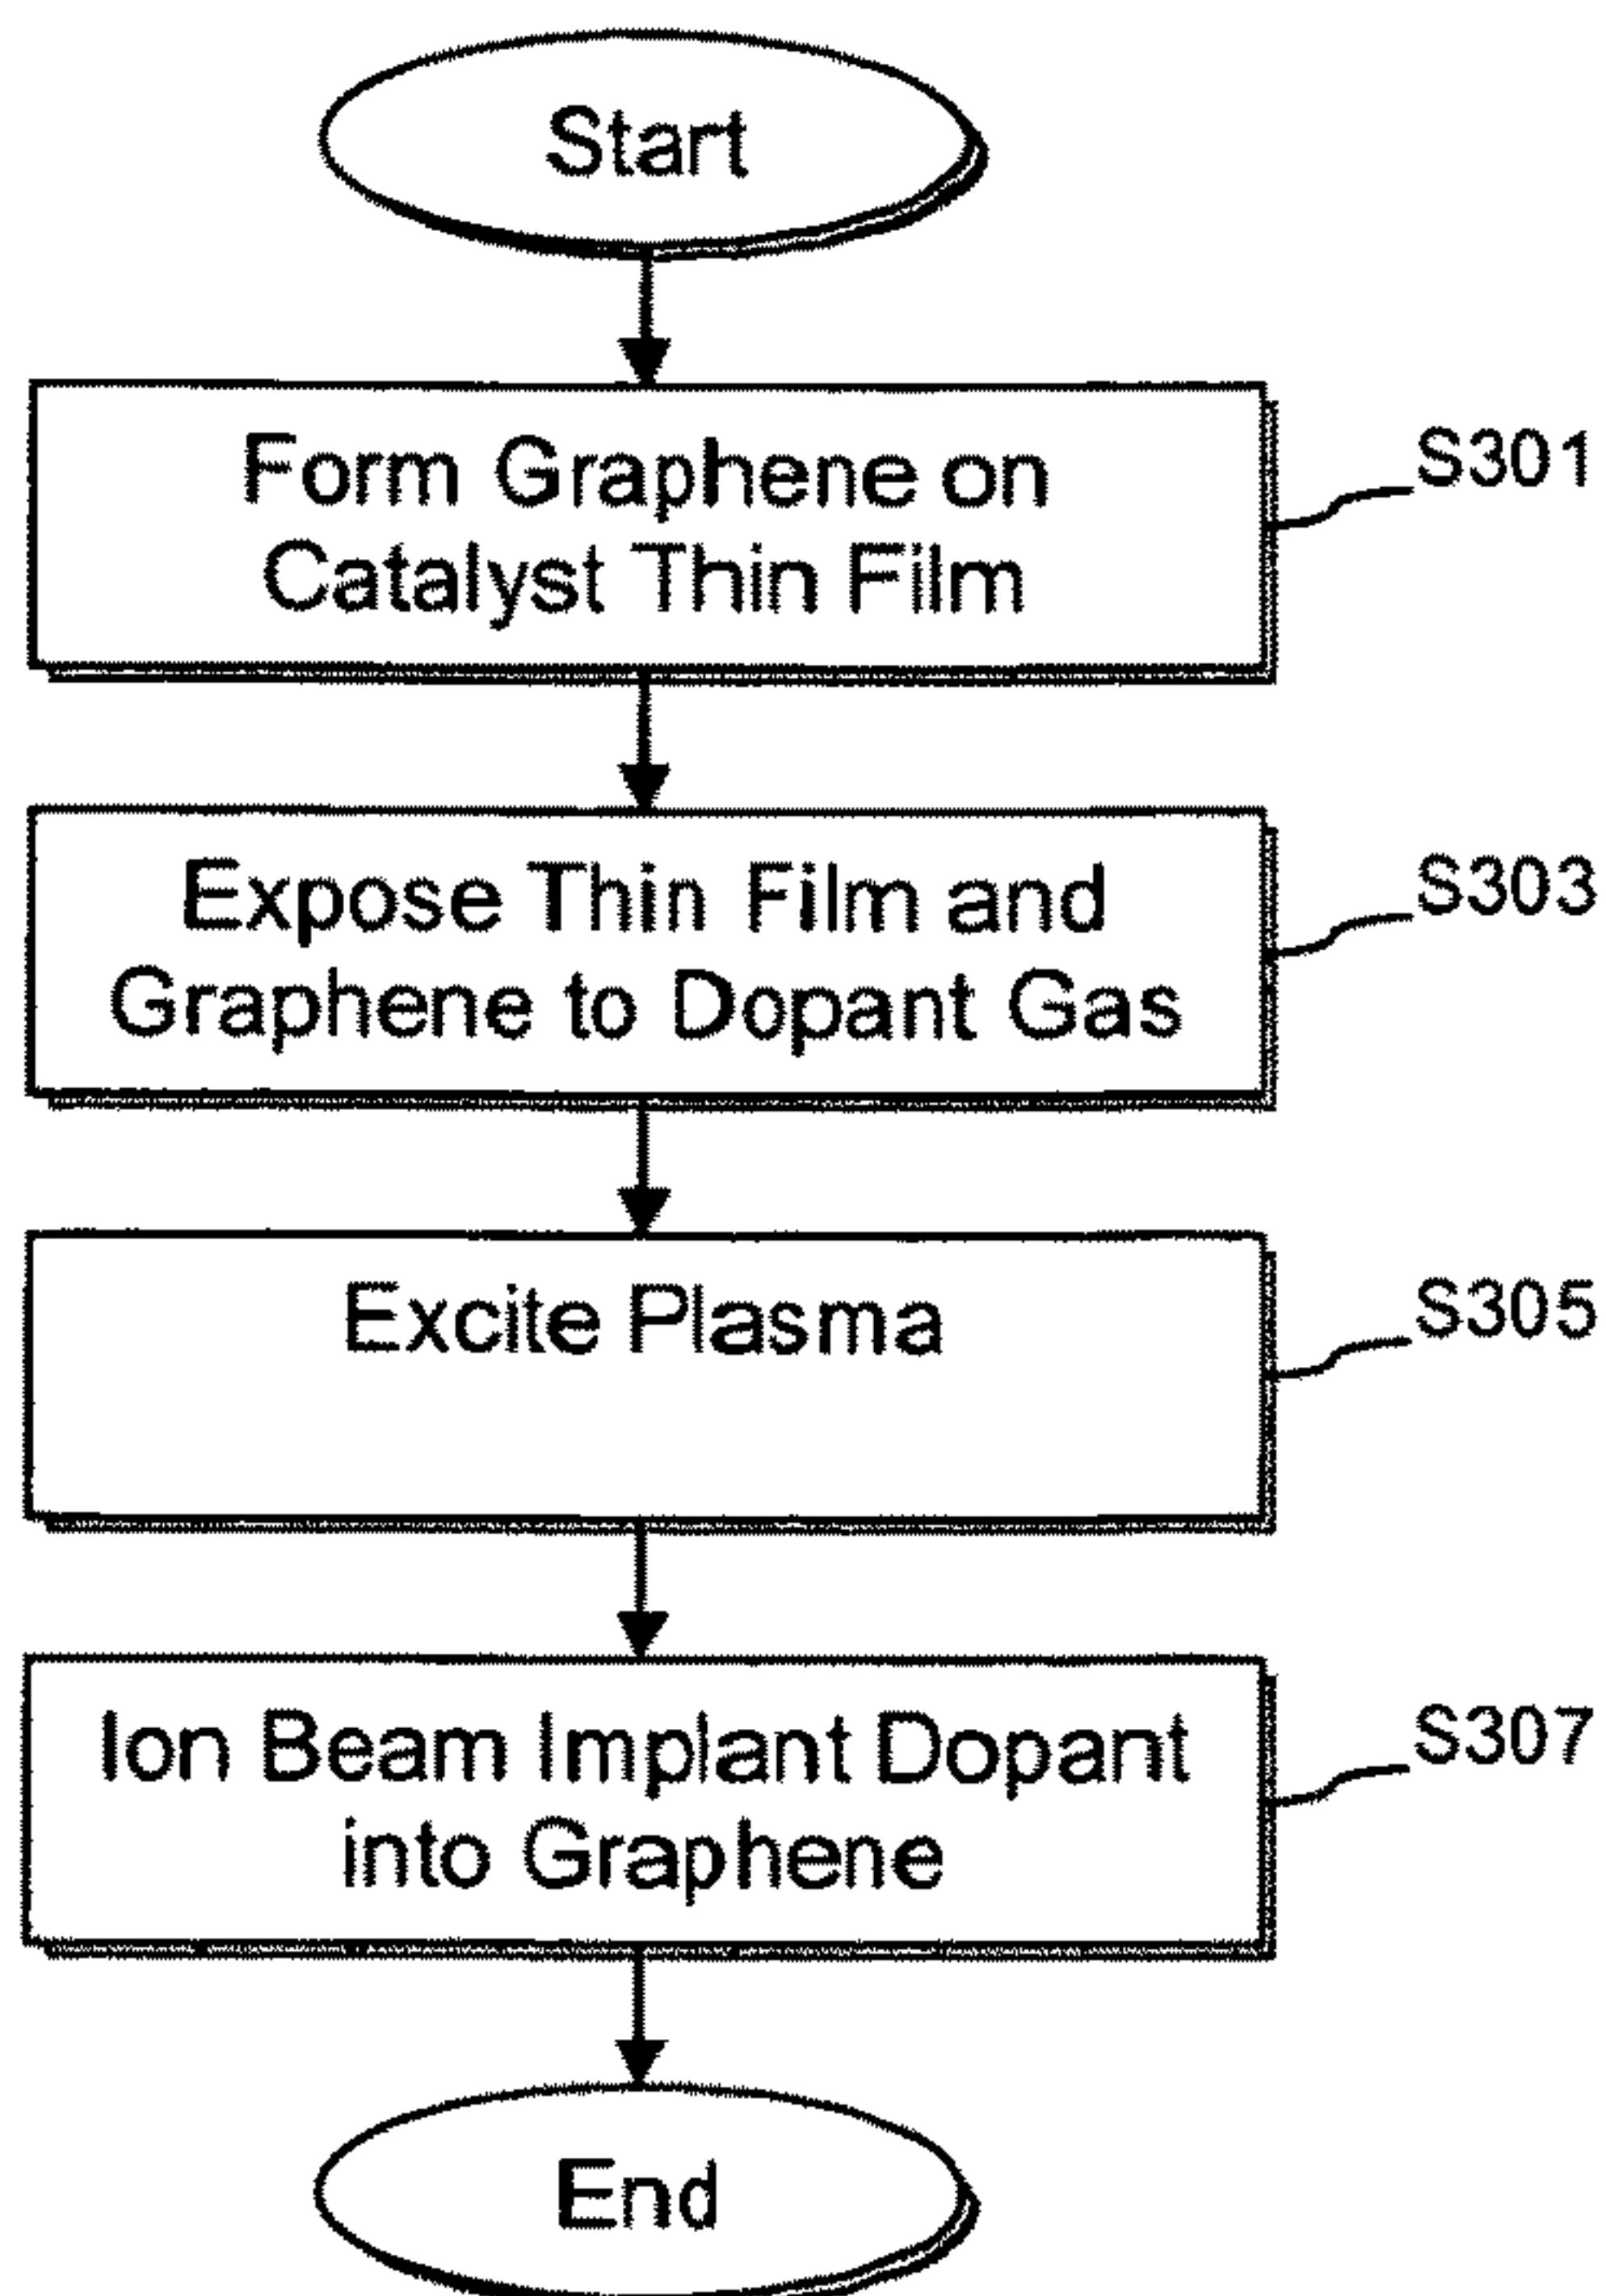 Start
Form Graphene on
Catalyst Thin Film
S301
Expose Thin Film and
Graphene to Dopant Gas
S303
Excite Plasma
S305
Ion Beam Implant Dopant
into Graphene
S307
End